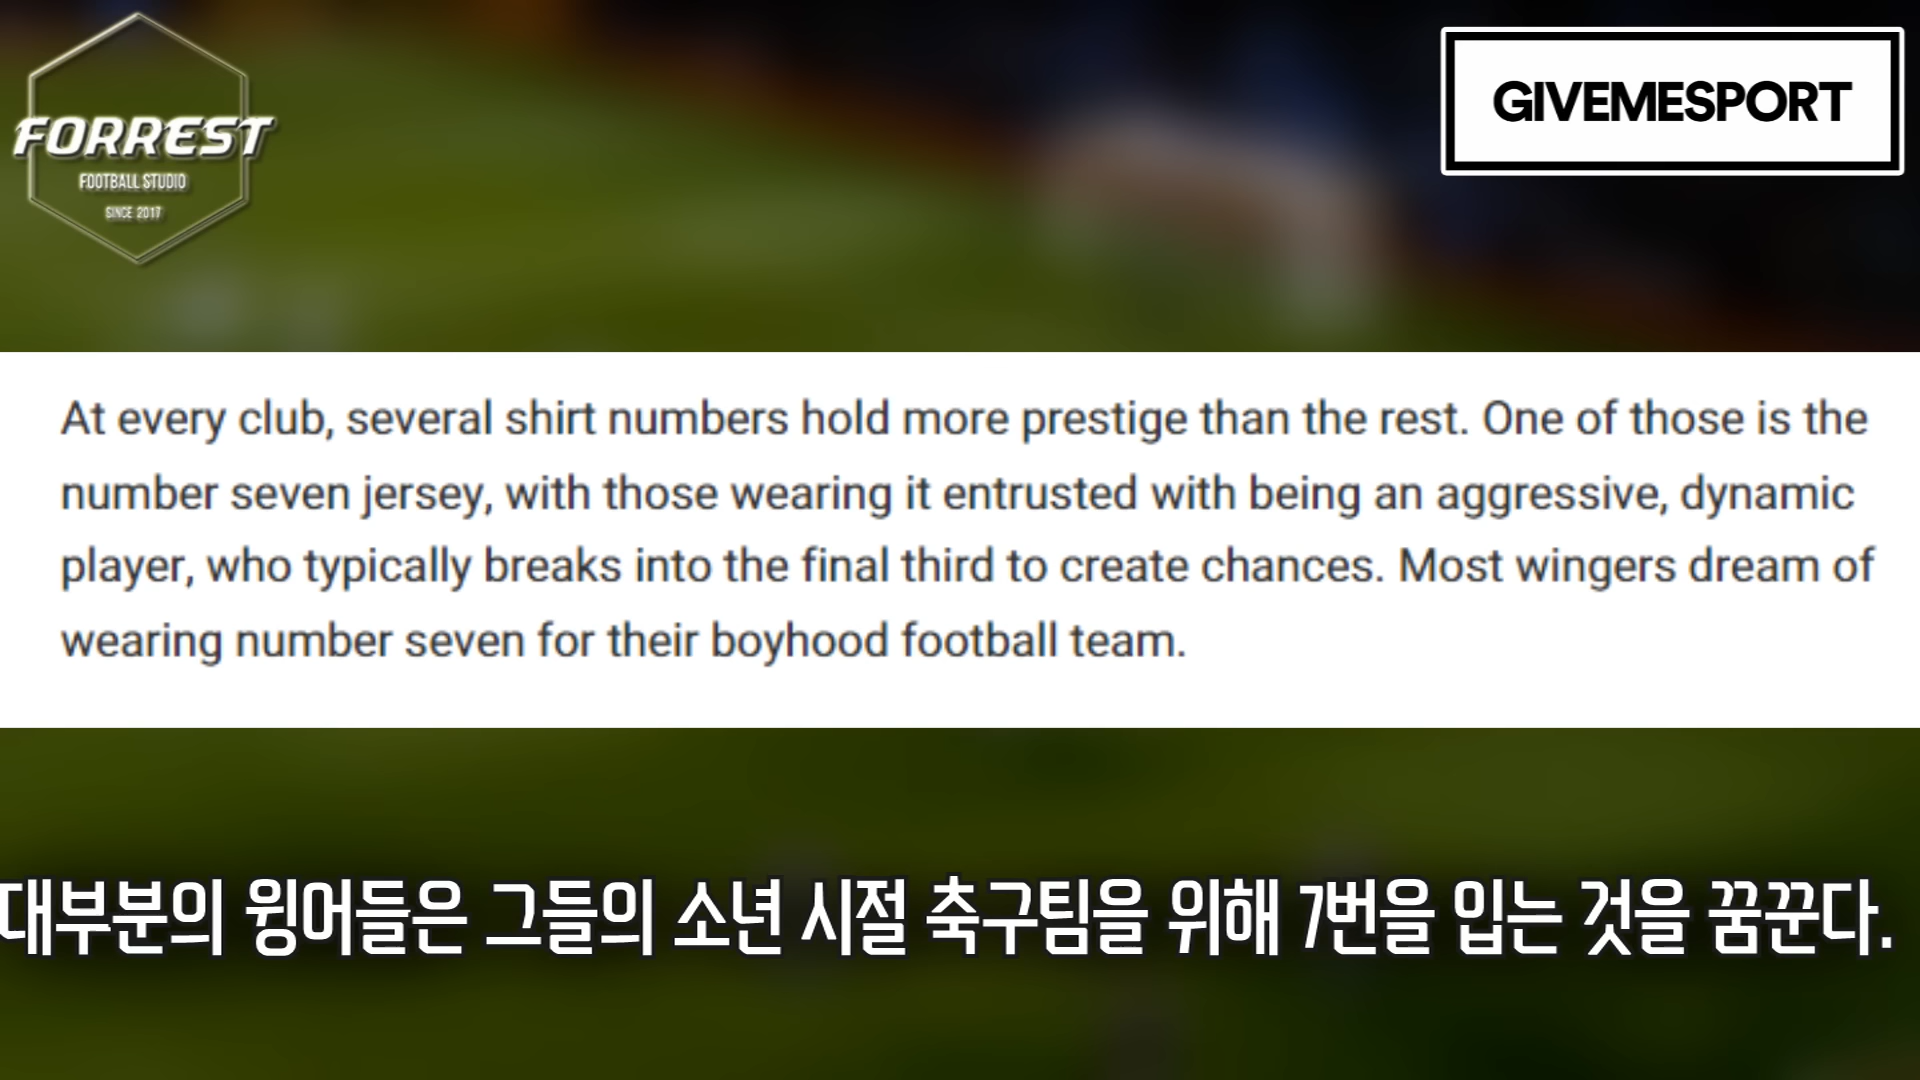 FORREST
FOOTBALL STUDIO
SINCE 2017
GIVEMESPORT
At every club, several shirt numbers hold more prestige than the rest. One of those is the
number seven jersey, with those wearing it entrusted with being an aggressive, dynamic
player, who typically breaks into the final third to create chances. Most wingers dream of
wearing number seven for their boyhood football team.
대부분의 윙어들은 그들의 소년 시절 축구팀을 위해 7번을 입는 것을 꿈꾼다.